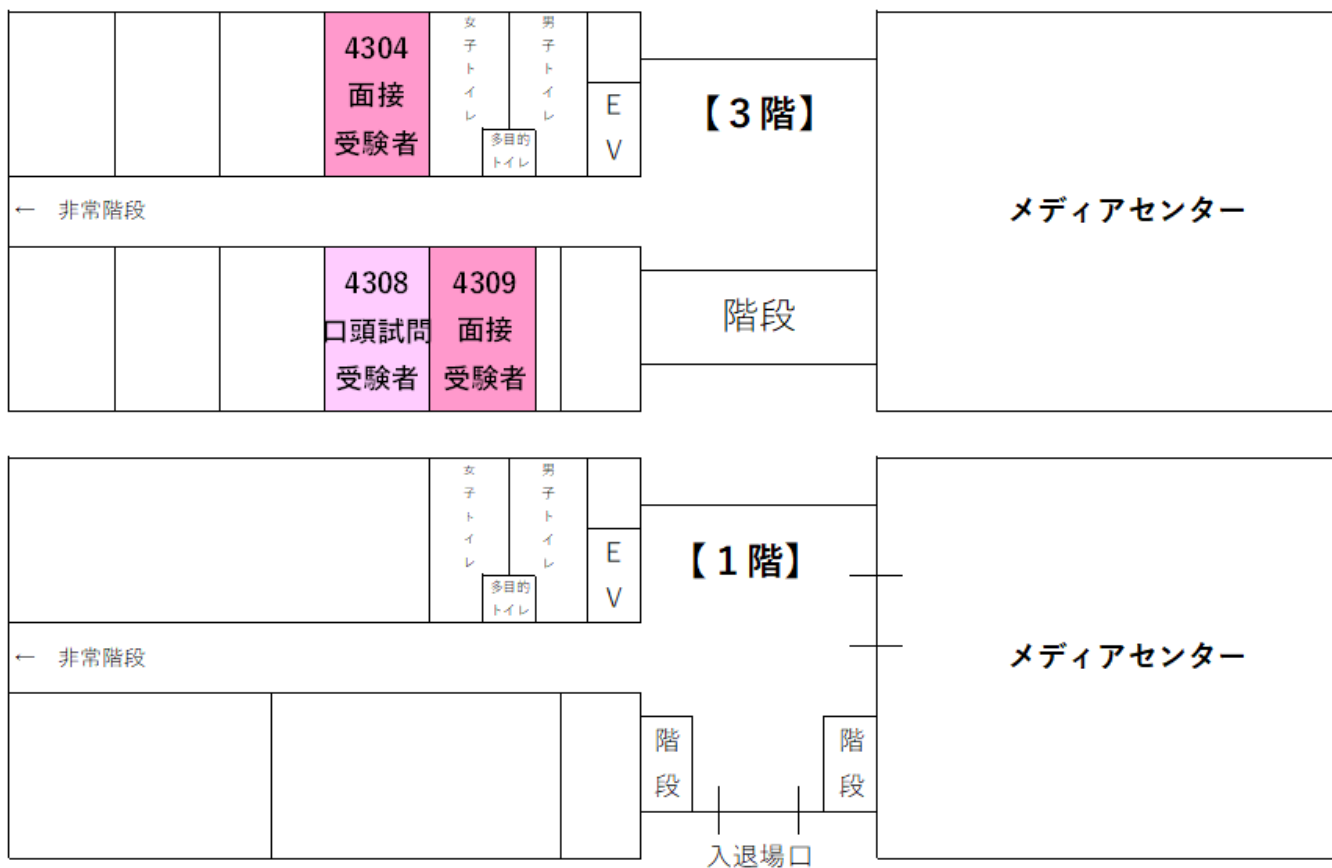 4304
面接
受験者
女子トイレ
男子トイレ
多目的
トイレ
EV
【３階】
メディアセンター
← 非常階段
4308
口頭試問
受験者
4309
面接
受験者
階段
女子トイレ
男子トイレ
多目的
トイレ
EV
【１階】
メディアセンター
← 非常階段
階段
階段
入退場口